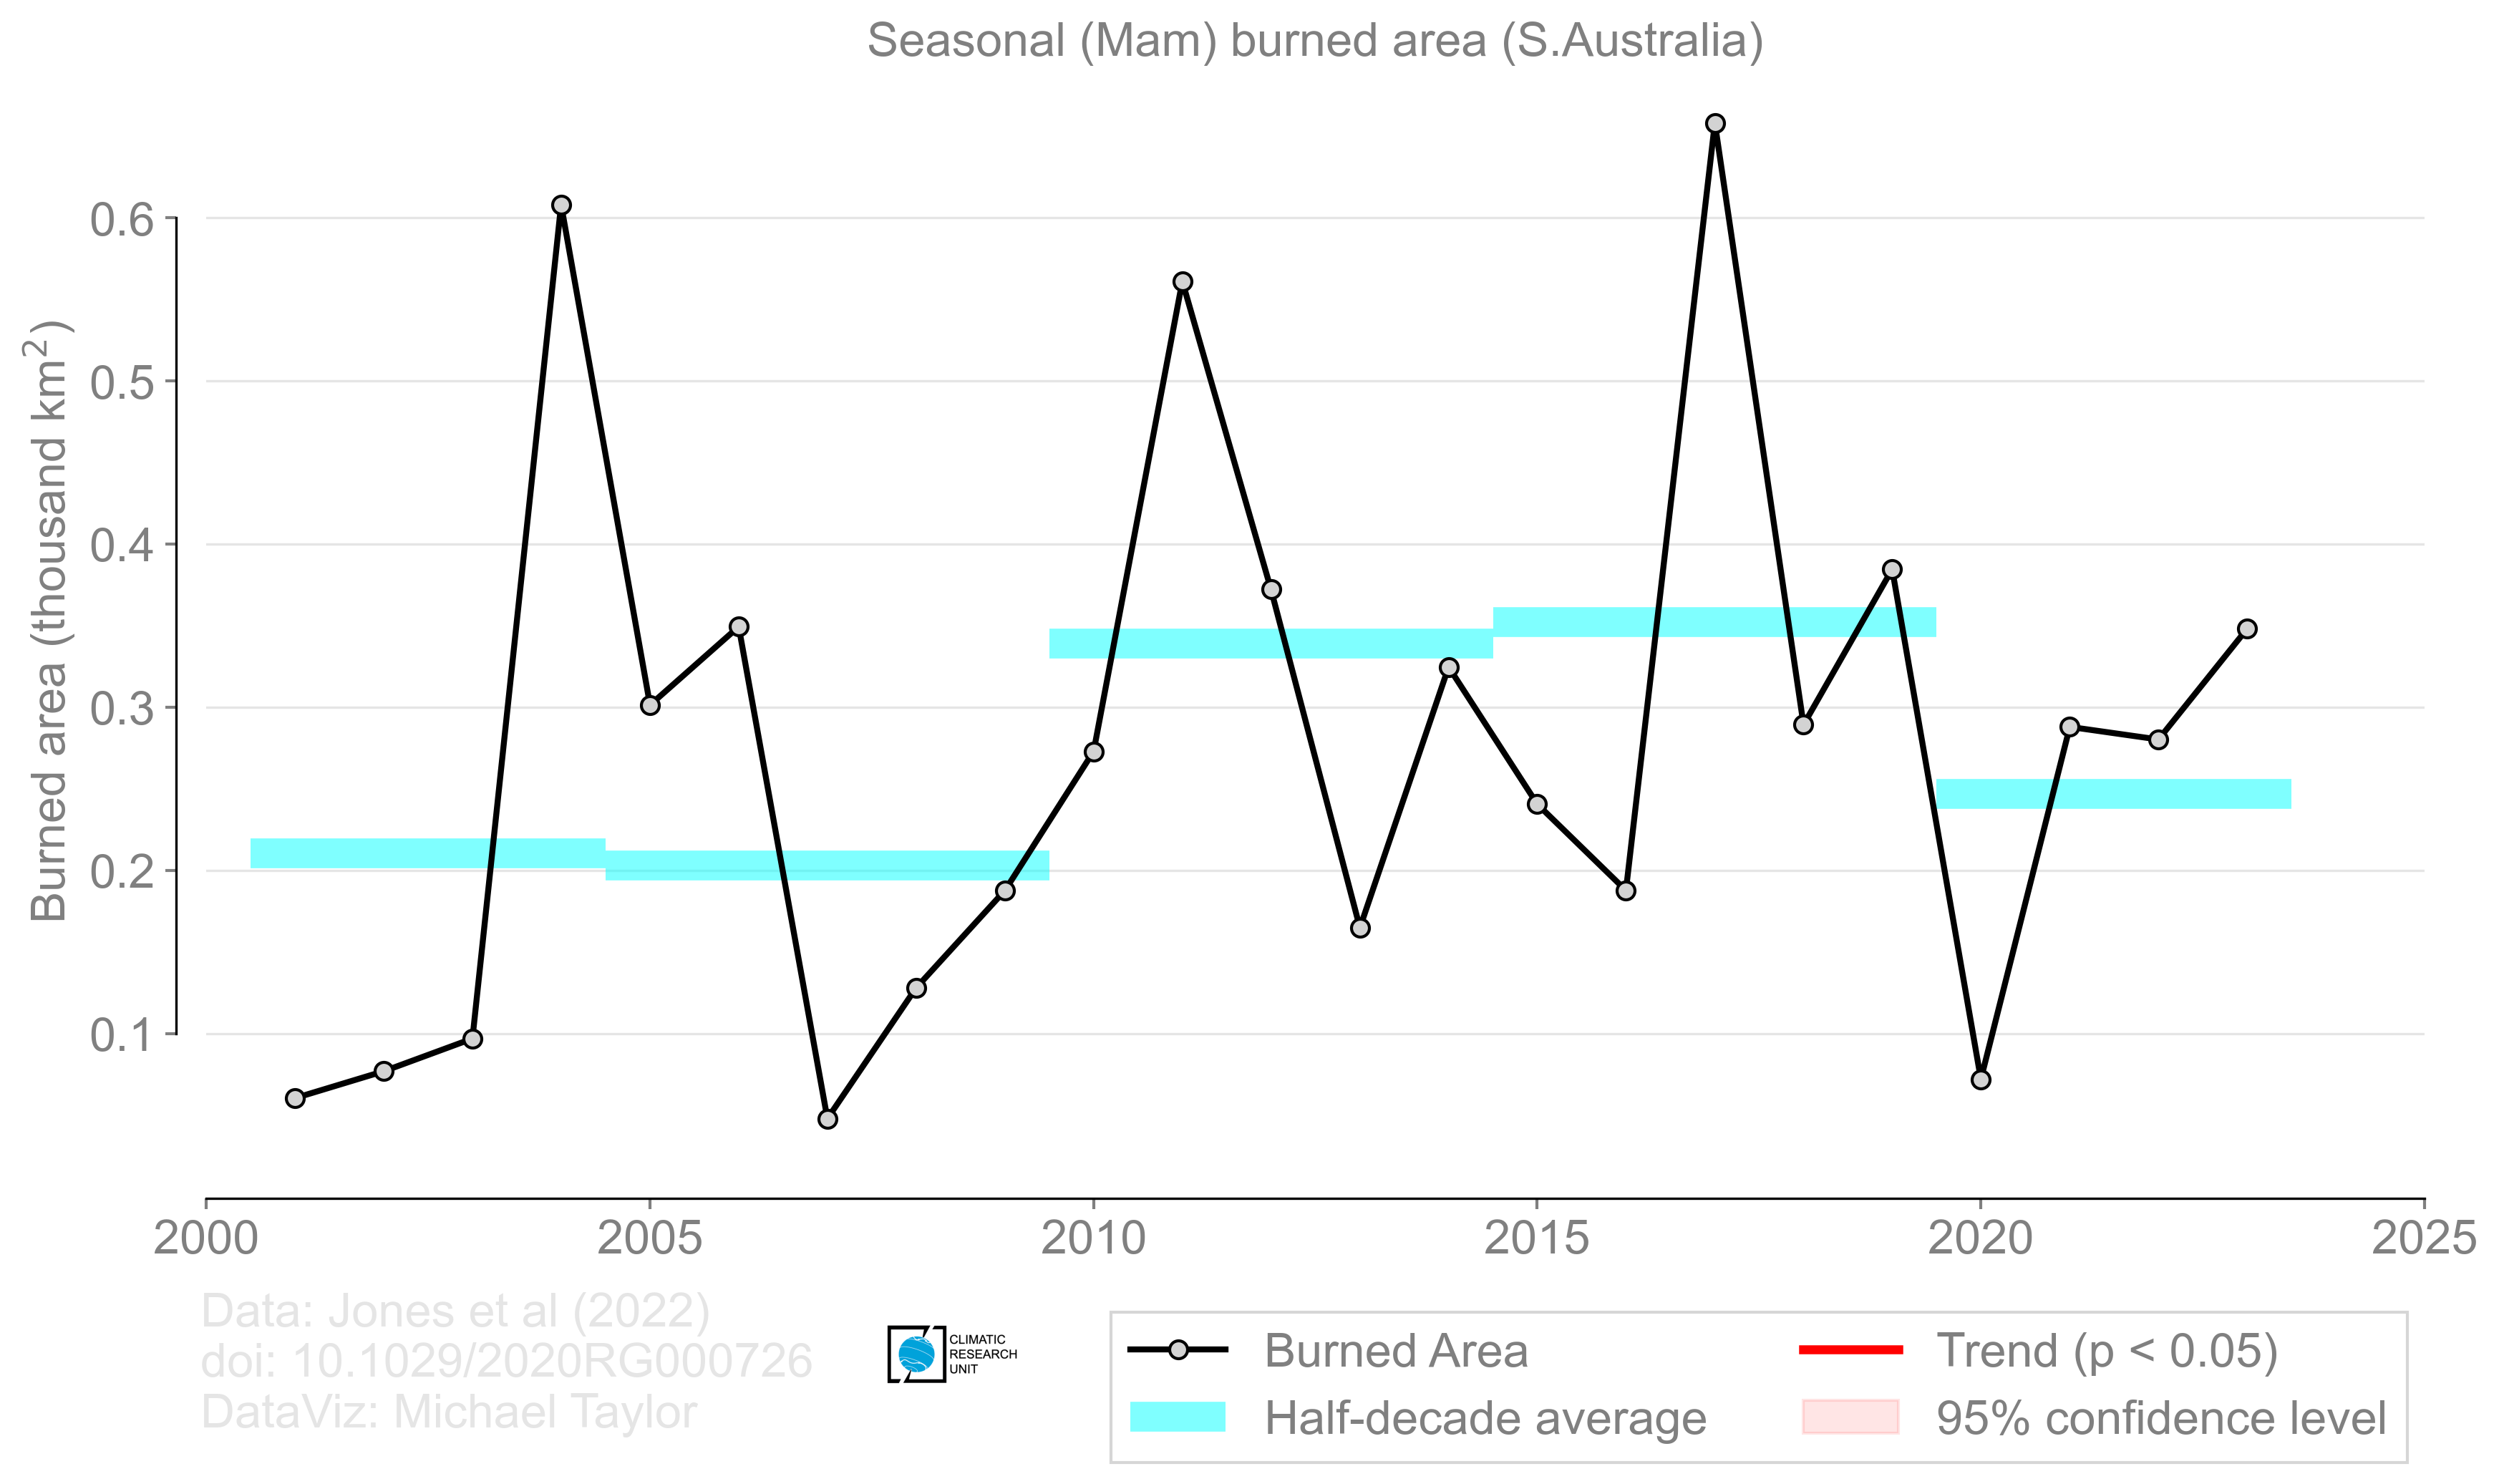 Seasonal (Mam) burned area (S.Australia)
Burned area (thousand km²)
0.6
0.5
0.4
0.3
0.2
0.1
2000 2005 2010 2015 2020 2025
Data: Jones et al (2022)
doi: 10.1029/2020RG000726
DataViz: Michael Taylor
CLIMATIC
RESEARCH
UNIT
Burned Area
Half-decade average
Trend (p < 0.05)
95% confidence level